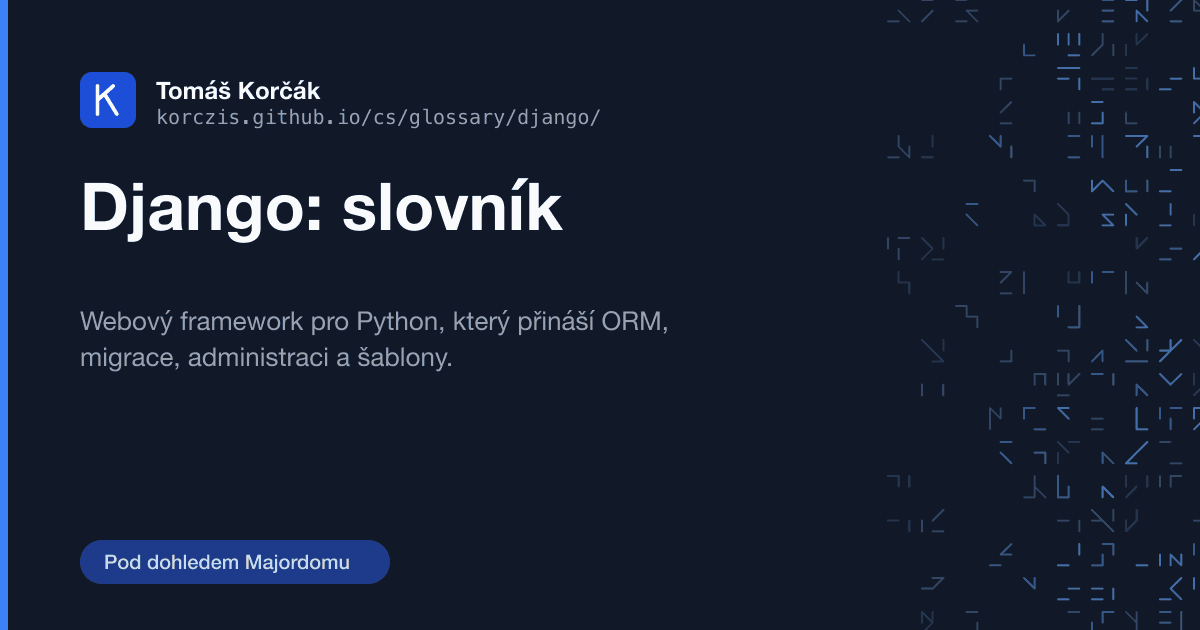 K
Tomáš Korčák
korczis.github.io/cs/glossary/django/
Django: slovník
Webový framework pro Python, který přináší ORM,
migrace, administraci a šablony.
Pod dohledem Majordomu